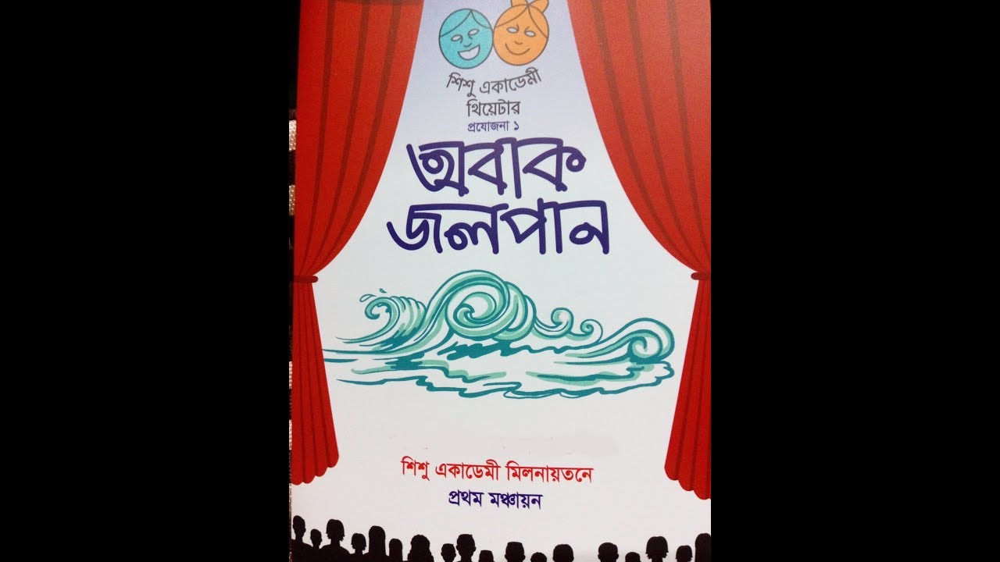 শিশু একাডেমী
থিয়েটার
প্রযোজনা ১
অবাক
জলপান
শিশু একাডেমী মিলনায়তনে
প্রথম মঞ্চায়ন